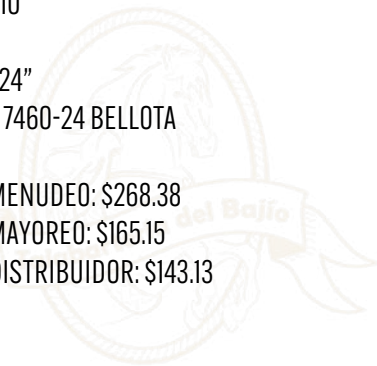 24”
7460-24 BELLOTA
MENUDEO: $268.38
MAYOREO: $165.15
DISTRIBUIDOR: $143.13
del Bajío